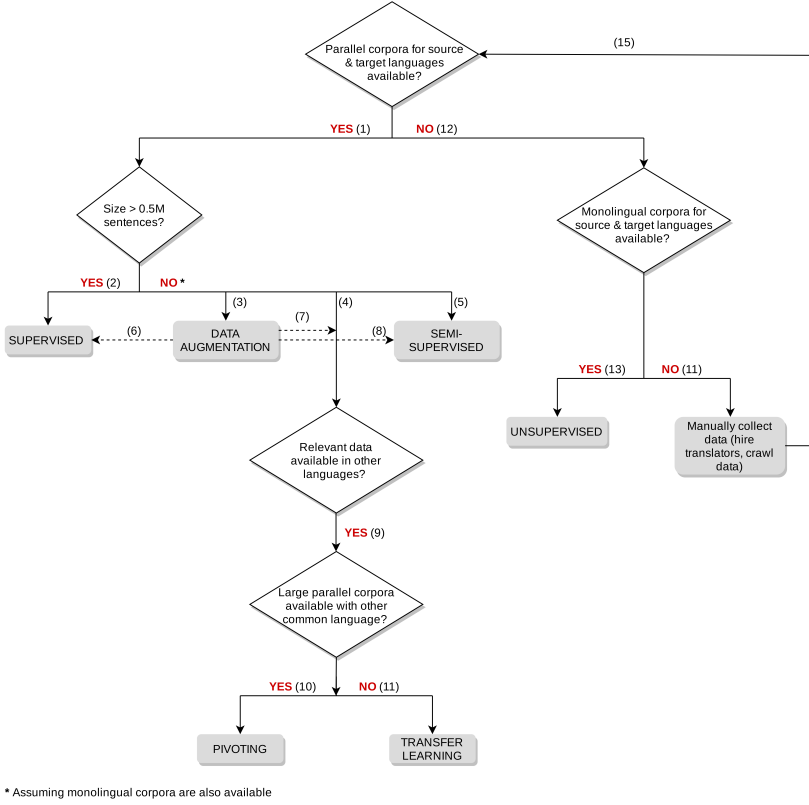 (15)
Parallel corpora for source
& target languages
available?
YES (1)
NO (12)
Size > 0.5M
sentences?
Monolingual corpora for
source & target languages
available?
YES (2)
NO *
(3)
(4)
(5)
(6)
(7)
(8)
SUPERVISED
DATA
AUGMENTATION
SEMI-
SUPERVISED
YES (13)
NO (11)
UNSUPERVISED
Manually collect
data (hire
translators, crawl
data)
Relevant data
available in other
languages?
YES (9)
Large parallel corpora
available with other
common language?
YES (10)
NO (11)
PIVOTING
TRANSFER
LEARNING
* Assuming monolingual corpora are also available